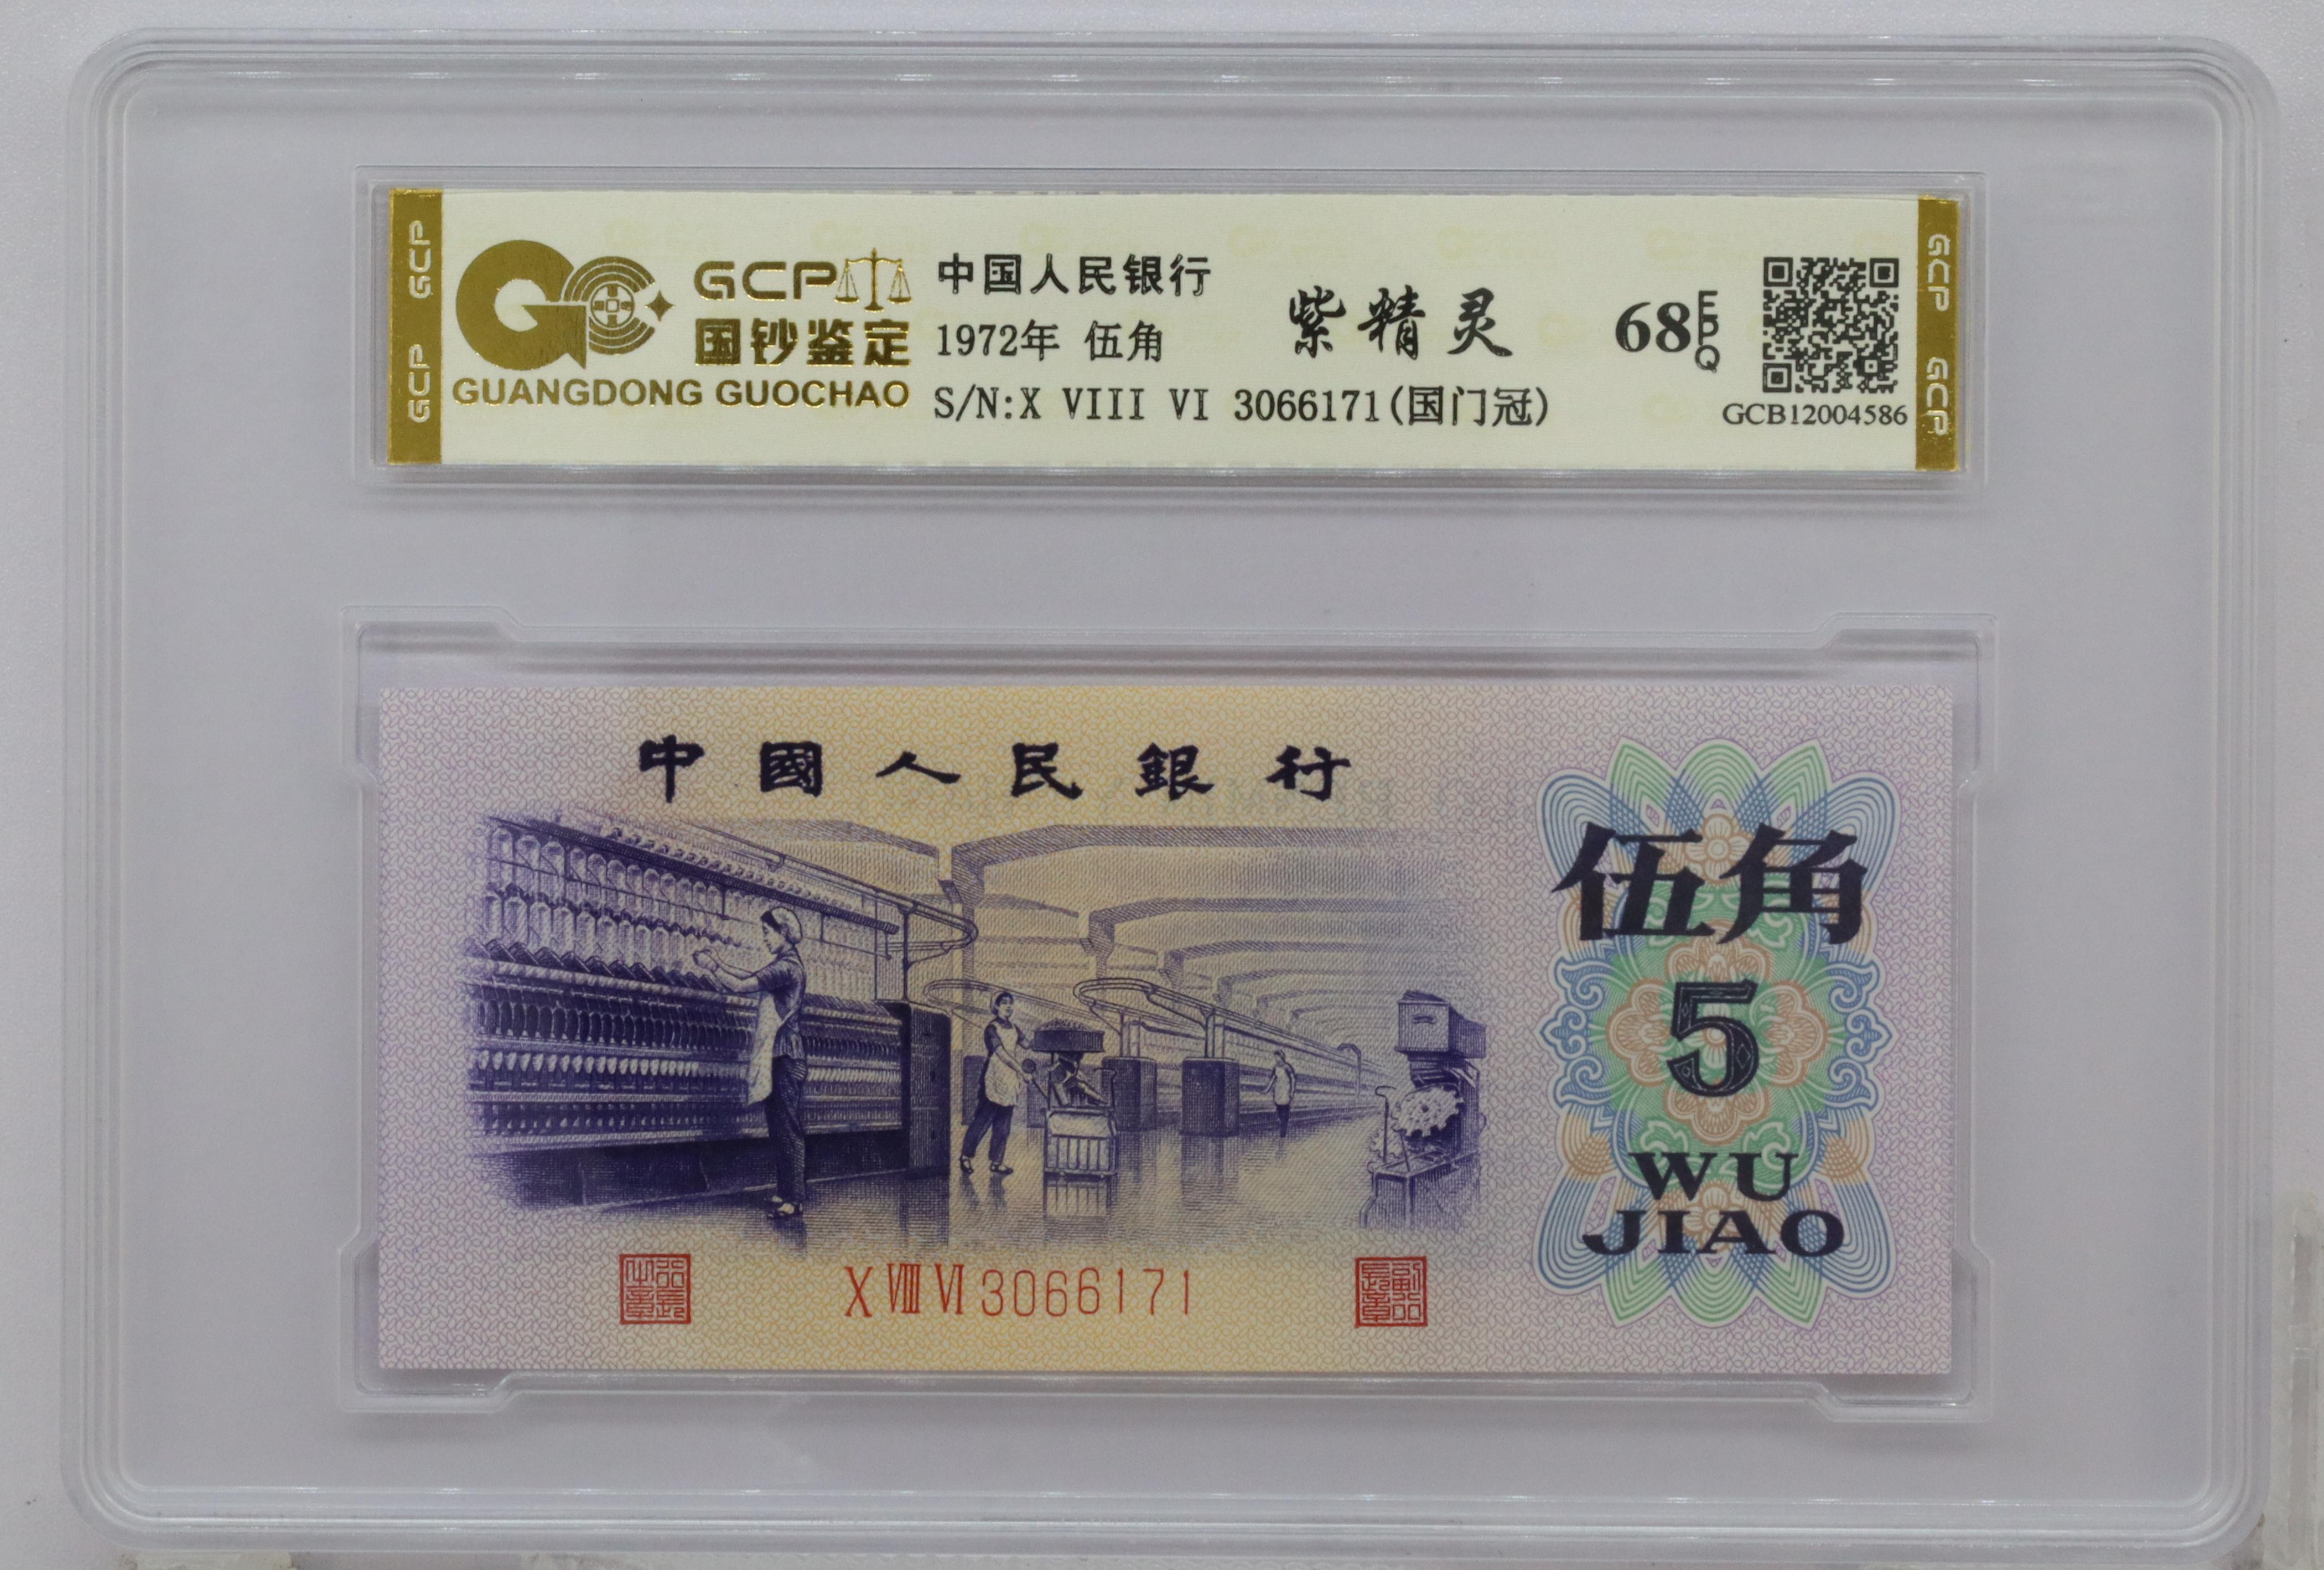 GCP GCP
GCP
国钞鉴定
GUANGDONG GUOCHAO
中国人民银行
1972年 伍角
S/N:X VIII VI 3066171(国门冠)
紫精灵
68 EPQ
GCB12004586
GCP GCP
中國人民銀行
伍角
5
WU
JIAO
X VIII VI 3066171